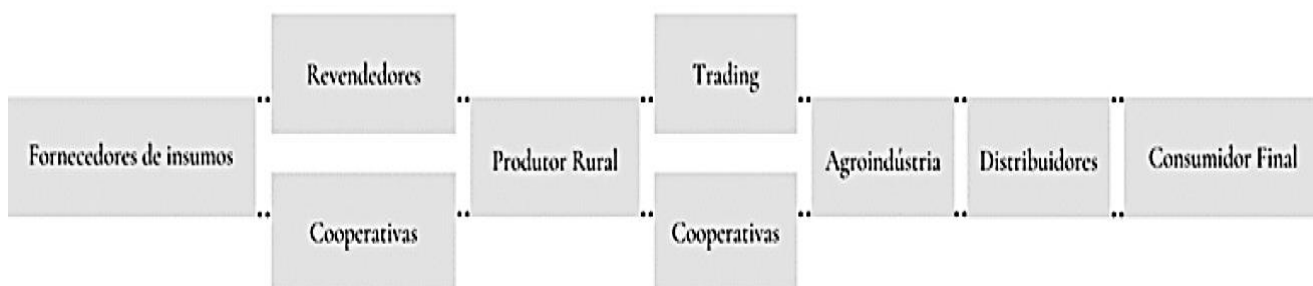 Fornecedores de insumos
Revendedores
Cooperativas
Produtor Rural
Trading
Cooperativas
Agroindústria
Distribuidores
Consumidor Final